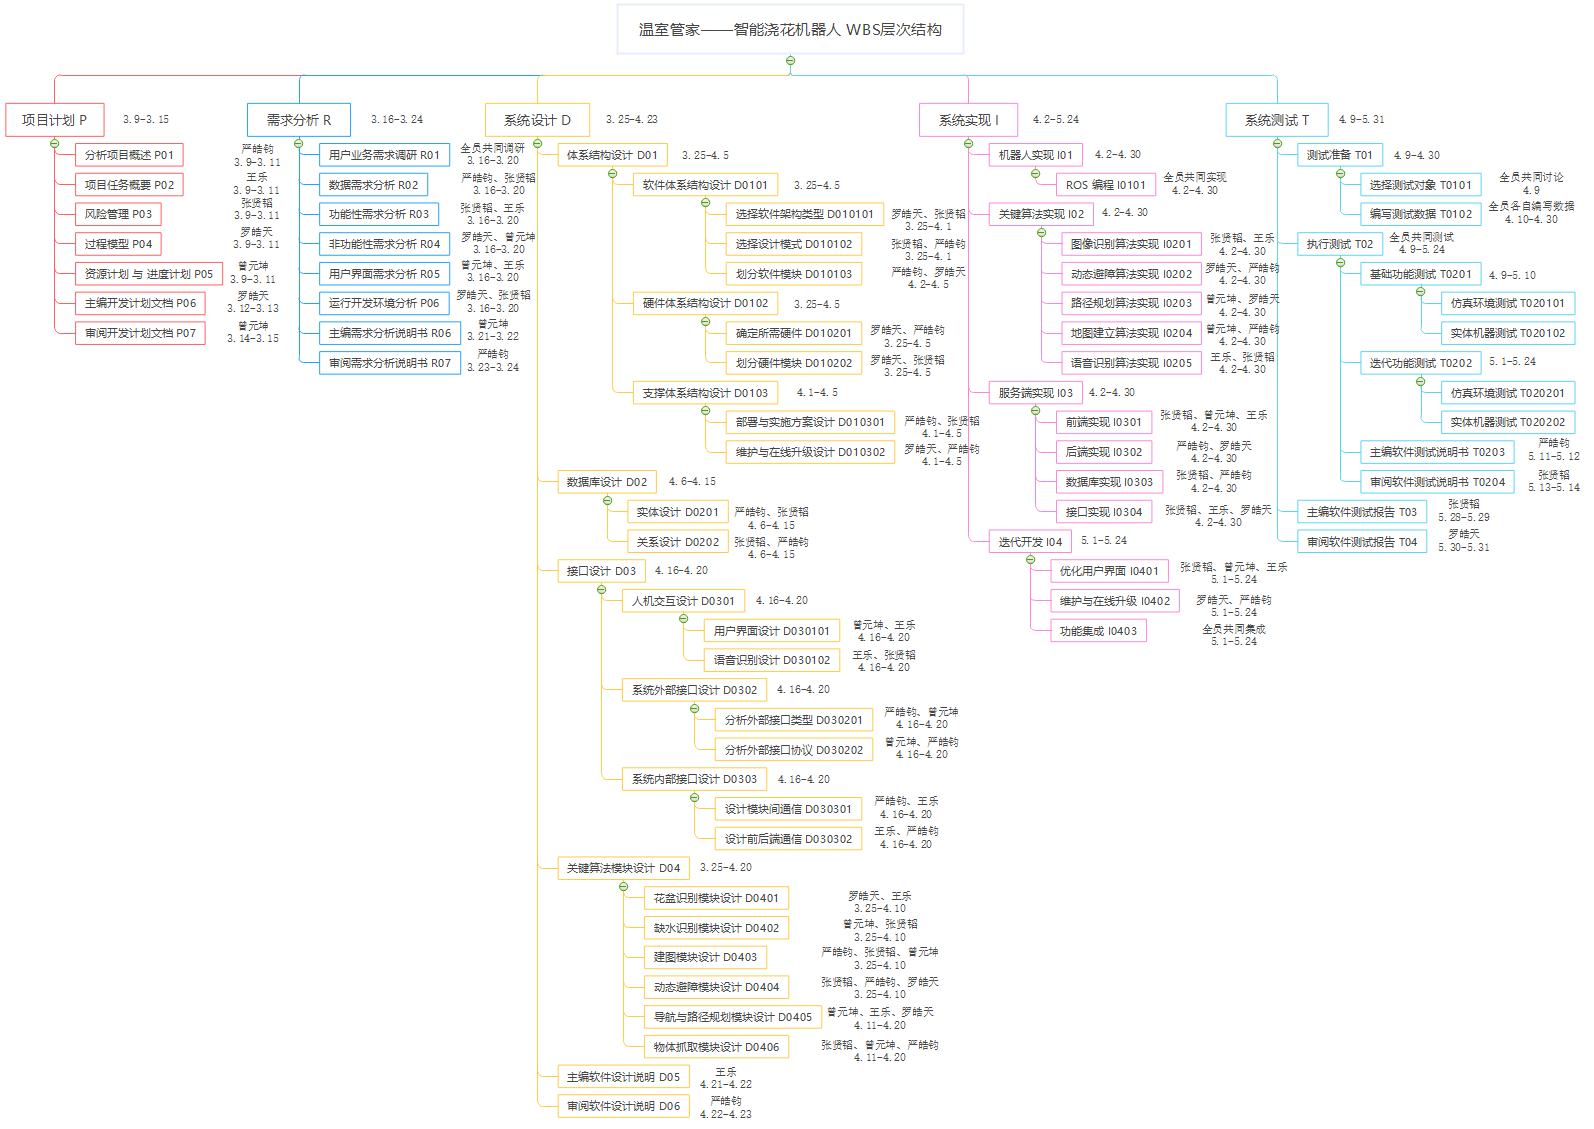 温室管家——智能浇花机器人 WBS层次结构
项目计划 P
3.9-3.15
分析项目概述 P01
严皓钧
3.9-3.11
项目任务概要 P02
王乐
3.9-3.11
风险管理 P03
张贤韬
3.9-3.11
过程模型 P04
罗皓天
3.9-3.11
资源计划 与 进度计划 P05
曾元坤
3.9-3.11
主编开发计划文档 P06
罗皓天
3.12-3.13
审阅开发计划文档 P07
曾元坤
3.14-3.15
需求分析 R
3.16-3.24
用户业务需求调研 R01
全员共同调研
3.16-3.20
数据需求分析 R02
严皓钧、张贤韬
3.16-3.20
功能性需求分析 R03
张贤韬、王乐
3.16-3.20
非功能性需求分析 R04
罗皓天、曾元坤
3.16-3.20
用户界面需求分析 R05
曾元坤、王乐
3.16-3.20
运行开发环境分析 P06
罗皓天、张贤韬
3.16-3.20
主编需求分析说明书 R06
曾元坤
3.21-3.22
审阅需求分析说明书 R07
严皓钧
3.23-3.24
系统设计 D
3.25-4.23
体系结构设计 D01
3.25-4.5
软件体系结构设计 D0101
3.25-4.5
选择软件架构类型 D010101
罗皓天、张贤韬
3.25-4.1
选择设计模式 D010102
张贤韬、严皓钧
3.25-4.1
划分软件模块 D010103
严皓钧、罗皓天
4.2-4.5
硬件体系结构设计 D0102
3.25-4.5
确定所需硬件 D010201
罗皓天、严皓钧
3.25-4.5
划分硬件模块 D010202
罗皓天、张贤韬
3.25-4.5
支撑体系结构设计 D0103
4.1-4.5
部署与实施方案设计 D010301
严皓钧、张贤韬
4.1-4.5
维护与在线升级设计 D010302
罗皓天、严皓钧
4.1-4.5
数据库设计 D02
4.6-4.15
实体设计 D0201
严皓钧、张贤韬
4.6-4.15
关系设计 D0202
张贤韬、严皓钧
4.6-4.15
接口设计 D03
4.16-4.20
人机交互设计 D0301
4.16-4.20
用户界面设计 D030101
曾元坤、王乐
4.16-4.20
语音识别设计 D030102
王乐、张贤韬
4.16-4.20
系统外部接口设计 D0302
4.16-4.20
分析外部接口类型 D030201
严皓钧、曾元坤
4.16-4.20
分析外部接口协议 D030202
曾元坤、严皓钧
4.16-4.20
系统内部接口设计 D0303
4.16-4.20
设计模块间通信 D030301
严皓钧、王乐
4.16-4.20
设计前后端通信 D030302
王乐、严皓钧
4.16-4.20
关键算法模块设计 D04
3.25-4.20
花盆识别模块设计 D0401
罗皓天、王乐
3.25-4.10
缺水识别模块设计 D0402
曾元坤、张贤韬
3.25-4.10
建图模块设计 D0403
严皓钧、张贤韬、曾元坤
3.25-4.10
动态避障模块设计 D0404
张贤韬、严皓钧、罗皓天
3.25-4.10
导航与路径规划模块设计 D0405
曾元坤、王乐、罗皓天
4.11-4.20
物体抓取模块设计 D0406
张贤韬、曾元坤、严皓钧
4.11-4.20
主编软件设计说明 D05
王乐
4.21-4.22
审阅软件设计说明 D06
严皓钧
4.22-4.23
系统实现 I
4.2-5.24
机器人实现 I01
4.2-4.30
ROS 编程 I0101
全员共同实现
4.2-4.30
关键算法实现 I02
4.2-4.30
图像识别算法实现 I0201
张贤韬、王乐
4.2-4.30
动态避障算法实现 I0202
罗皓天、严皓钧
4.2-4.30
路径规划算法实现 I0203
曾元坤、罗皓天
4.2-4.30
地图建立算法实现 I0204
曾元坤、严皓钧
4.2-4.30
语音识别算法实现 I0205
王乐、张贤韬
4.2-4.30
服务端实现 I03
4.2-4.30
前端实现 I0301
张贤韬、曾元坤、王乐
4.2-4.30
后端实现 I0302
严皓钧、罗皓天
4.2-4.30
数据库实现 I0303
张贤韬、严皓钧
4.2-4.30
接口实现 I0304
张贤韬、王乐、罗皓天
4.2-4.30
迭代开发 I04
5.1-5.24
优化用户界面 I0401
张贤韬、曾元坤、王乐
5.1-5.24
维护与在线升级 I0402
罗皓天、严皓钧
5.1-5.24
功能集成 I0403
全员共同集成
5.1-5.24
系统测试 T
4.9-5.31
测试准备 T01
4.9-4.30
选择测试对象 T0101
全员共同讨论
4.9
编写测试数据 T0102
全员各自编写数据
4.10-4.30
执行测试 T02
全员共同测试
4.9-5.24
基础功能测试 T0201
4.9-5.10
仿真环境测试 T020101
实体机器测试 T020102
迭代功能测试 T0202
5.1-5.24
仿真环境测试 T020201
实体机器测试 T020202
主编软件测试说明书 T0203
严皓钧
5.11-5.12
审阅软件测试说明书 T0204
张贤韬
5.13-5.14
主编软件测试报告 T03
张贤韬
5.28-5.29
审阅软件测试报告 T04
罗皓天
5.30-5.31